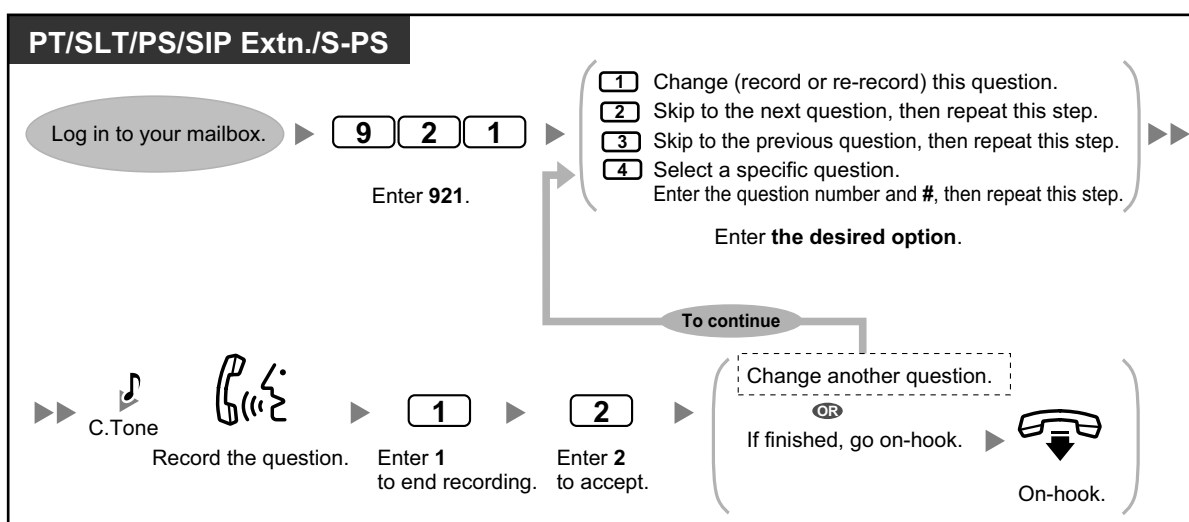 PT/SLT/PS/SIP Extn./S-PS
Log in to your mailbox.
9 2 1
Enter 921.
1 Change (record or re-record) this question.
2 Skip to the next question, then repeat this step.
3 Skip to the previous question, then repeat this step.
4 Select a specific question.
Enter the question number and #, then repeat this step.
Enter the desired option.
To continue
C.Tone
Record the question.
1
Enter 1
to end recording.
2
Enter 2
to accept.
Change another question.
OR
If finished, go on-hook.
On-hook.